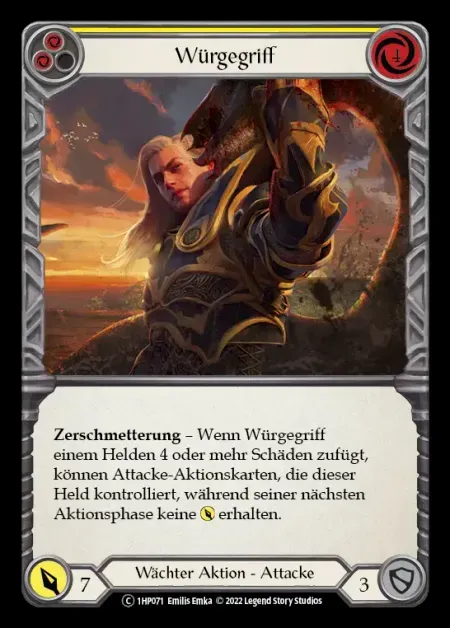 Würgegriff
4
Zerschmetterung – Wenn Würgegriff
einem Helden 4 oder mehr Schäden zufügt,
können Attacke-Aktionskarten, die dieser
Held kontrolliert, während seiner nächsten
Aktionsphase keine erhalten.
7
Wächter Aktion - Attacke
3
C 1HP071 Emilis Emka © 2022 Legend Story Studios